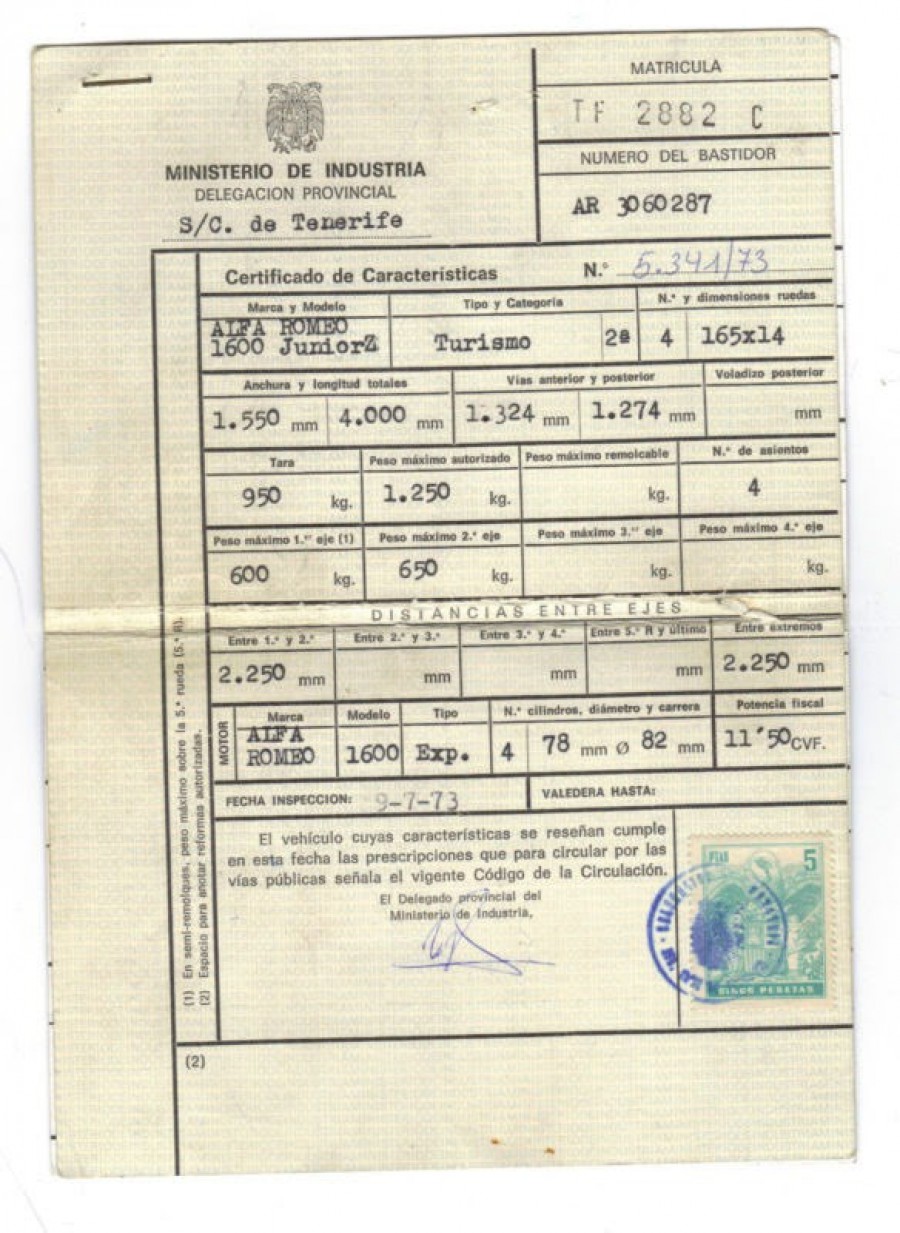 MATRICULA
TF 2882 C
MINISTERIO DE INDUSTRIA
DELEGACION PROVINCIAL
S/C. de Tenerife
NUMERO DEL BASTIDOR
AR 3060287
Certificado de Características N.° 5.341/73
Marca y Modelo Tipo y Categoría N.° y dimensiones ruedas
ALFA ROMEO
1600 JuniorZ Turismo 2ª 4 165x14
Anchura y longitud totales Vías anterior y posterior Voladizo posterior
1.550 mm 4.000 mm 1.324 mm 1.274 mm mm
Tara Peso máximo autorizado Peso máximo remolcable N.° de asientos
950 kg. 1.250 kg. kg. 4
Peso máximo 1.er eje (1) Peso máximo 2.° eje Peso máximo 3.er eje Peso máximo 4.° eje
600 kg. 650 kg. kg. kg.
DISTANCIAS ENTRE EJES
Entre 1.° y 2.° Entre 2.° y 3.° Entre 3.° y 4.° Entre 5.ª R y último Entre extremos
2.250 mm mm mm mm 2.250 mm
MOTOR Marca Modelo Tipo N.° cilindros, diámetro y carrera Potencia fiscal
ALFA
ROMEO 1600 Exp. 4 78 mm Ø 82 mm 11'50 CVF.
FECHA INSPECCION: 9-7-73 VALEDERA HASTA:
El vehículo cuyas características se reseñan cumple
en esta fecha las prescripciones que para circular por las
vías públicas señala el vigente Código de la Circulación.
El Delegado provincial del
Ministerio de Industria,
PTAS 5
CINCO PESETAS
(1) En semi-remolques, peso máximo sobre la 5.ª rueda (5.ª R).
(2) Espacio para anotar reformas autorizadas.
(2)